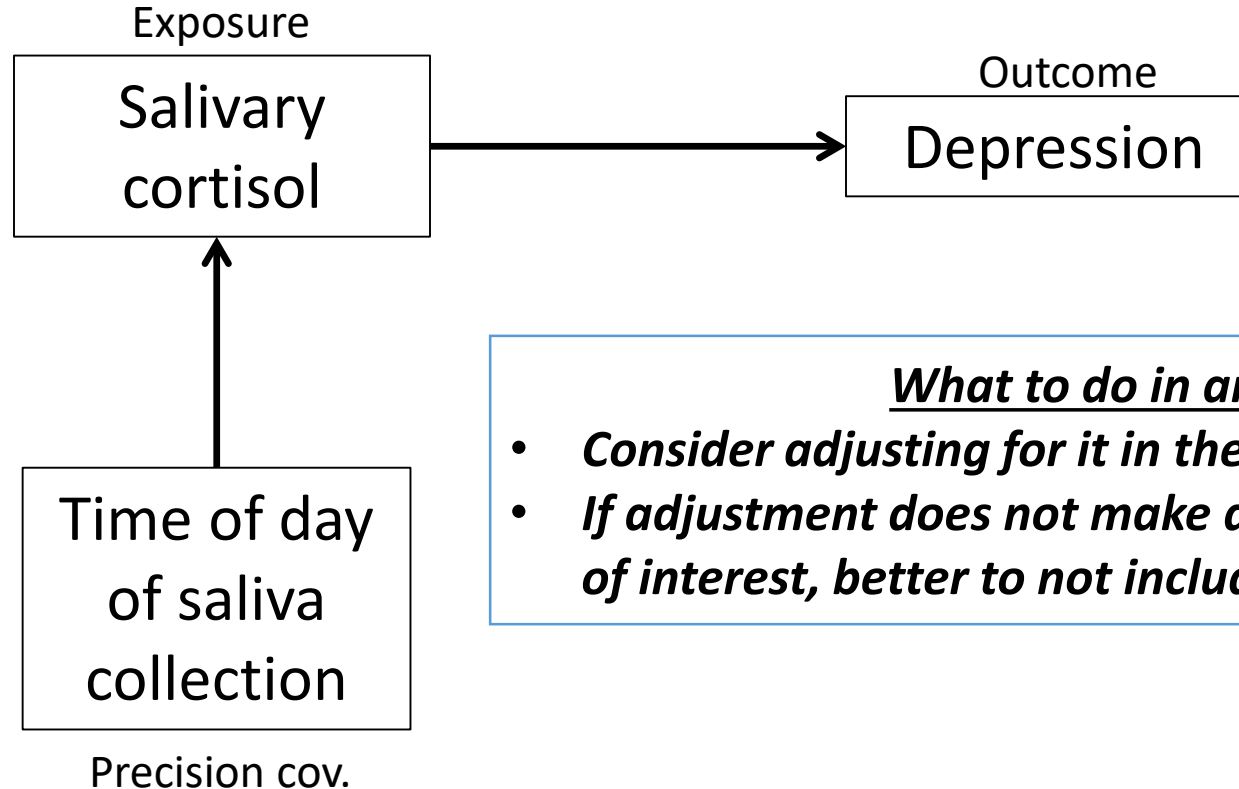 Exposure
Salivary
cortisol
Outcome
Depression
What to do in
• Consider adjusting for it in the
• If adjustment does not make
of interest, better to not
Time of day
of saliva
collection
Precision cov.